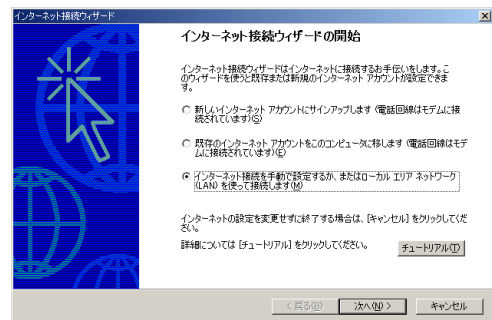 インターネット接続ウィザード
インターネット接続ウィザードの開始
インターネット接続ウィザードはインターネットに接続するお手伝いをします。こ
のウィザードを使うと既存または新規のインターネット アカウントが設定できま
す。
新しいインターネット アカウントにサインアップします (電話回線はモデムに接
続されています)(S)
既存のインターネット アカウントをこのコンピュータに移します (電話回線はモデ
ムに接続されています)(E)
インターネット接続を手動で設定するか、またはローカル エリア ネットワーク
(LAN) を使って接続します(M)
インターネットの設定を変更せずに終了する場合は、[キャンセル] をクリックしてくだ
さい。
詳細については [チュートリアル] をクリックしてください。
チュートリアル(T)
< 戻る(B)
次へ(N) >
キャンセル